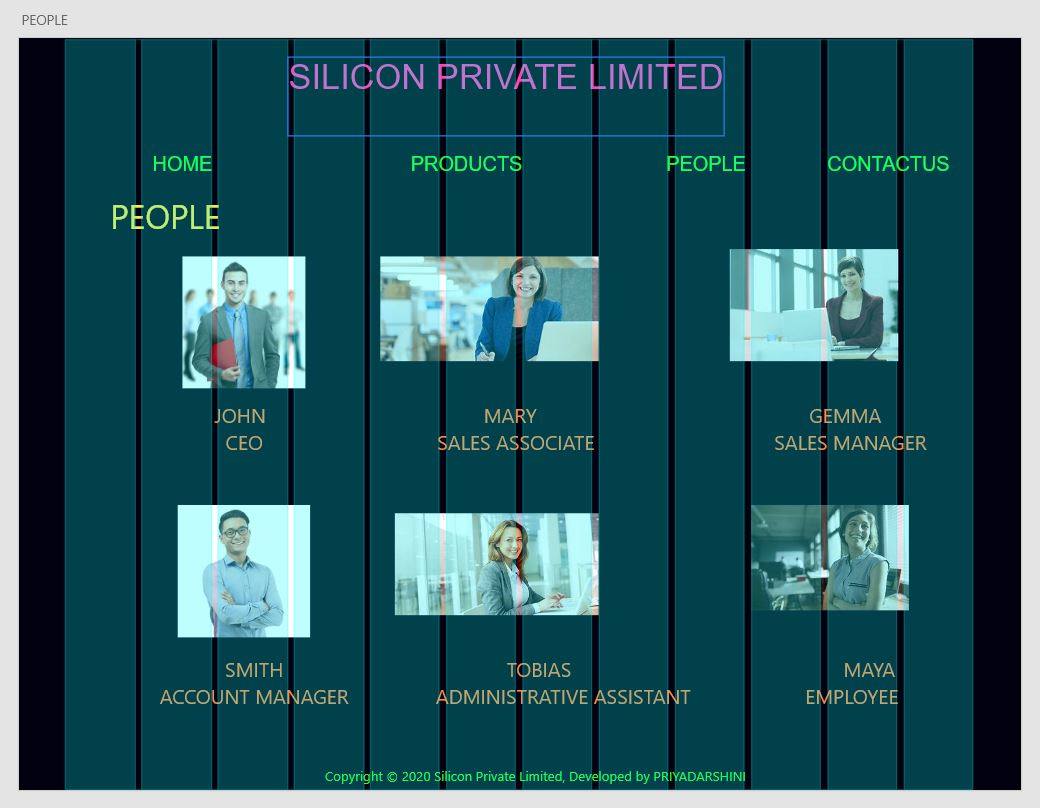 PEOPLE
SILICON PRIVATE LIMITED
HOME PRODUCTS PEOPLE CONTACTUS
PEOPLE
JOHN MARY GEMMA
CEO SALES ASSOCIATE SALES MANAGER
SMITH TOBIAS MAYA
ACCOUNT MANAGER ADMINISTRATIVE ASSISTANT EMPLOYEE
Copyright © 2020 Silicon Private Limited, Developed by PRIYADARSHINI